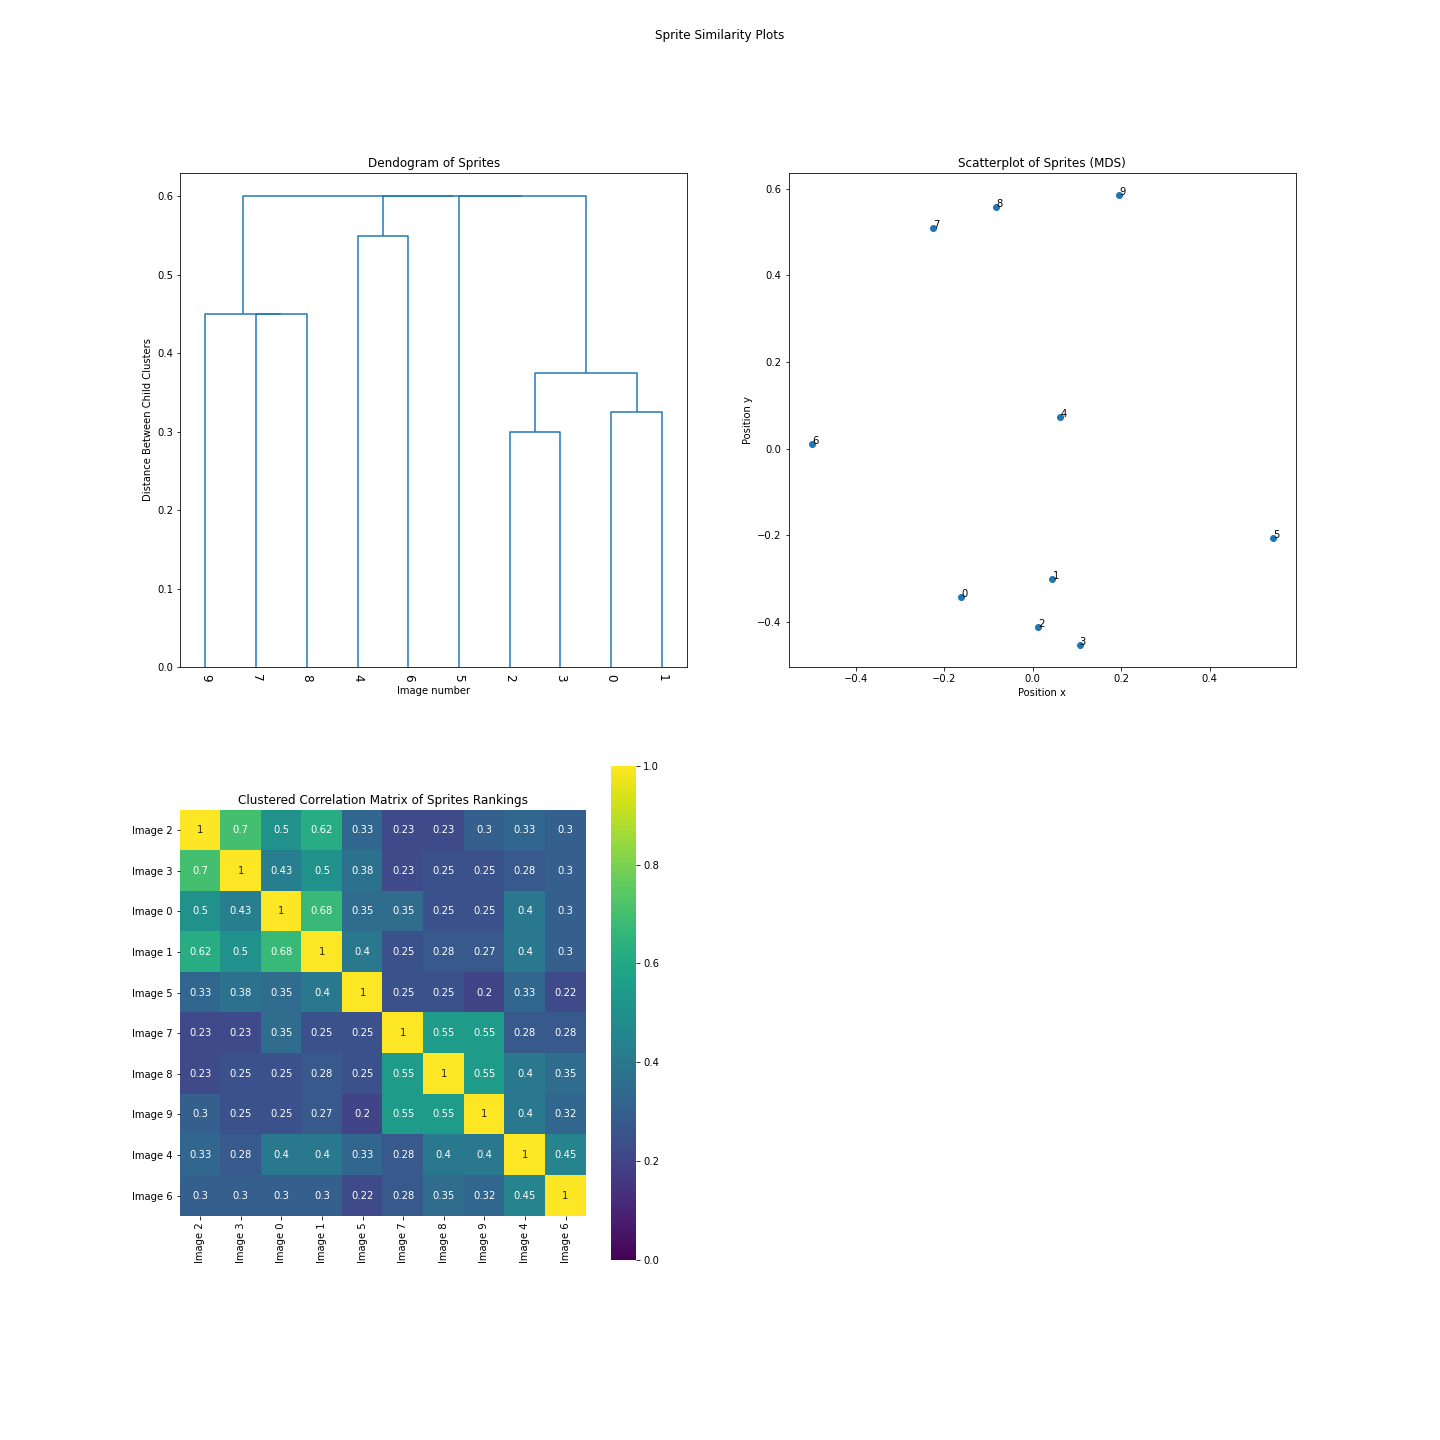 Sprite Similarity Plots
Dendogram of Sprites
0.6
0.5
0.4
0.3
0.2
0.1
0.0
Distance Between Child Clusters
9 7 8 4 6 5 2 3 0 1
Image number
Scatterplot of Sprites (MDS)
0.6
0.4
0.2
0.0
−0.2
−0.4
Position y
9
8
7
4
6
5
1
0
2
3
−0.4 −0.2 0.0 0.2 0.4
Position x
Clustered Correlation Matrix of Sprites Rankings
Image 2 1 0.7 0.5 0.62 0.33 0.23 0.23 0.3 0.33 0.3
Image 3 0.7 1 0.43 0.5 0.38 0.23 0.25 0.25 0.28 0.3
Image 0 0.5 0.43 1 0.68 0.35 0.35 0.25 0.25 0.4 0.3
Image 1 0.62 0.5 0.68 1 0.4 0.25 0.28 0.27 0.4 0.3
Image 5 0.33 0.38 0.35 0.4 1 0.25 0.25 0.2 0.33 0.22
Image 7 0.23 0.23 0.35 0.25 0.25 1 0.55 0.55 0.28 0.28
Image 8 0.23 0.25 0.25 0.28 0.25 0.55 1 0.55 0.4 0.35
Image 9 0.3 0.25 0.25 0.27 0.2 0.55 0.55 1 0.4 0.32
Image 4 0.33 0.28 0.4 0.4 0.33 0.28 0.4 0.4 1 0.45
Image 6 0.3 0.3 0.3 0.3 0.22 0.28 0.35 0.32 0.45 1
Image 2 Image 3 Image 0 Image 1 Image 5 Image 7 Image 8 Image 9 Image 4 Image 6
1.0
0.8
0.6
0.4
0.2
0.0